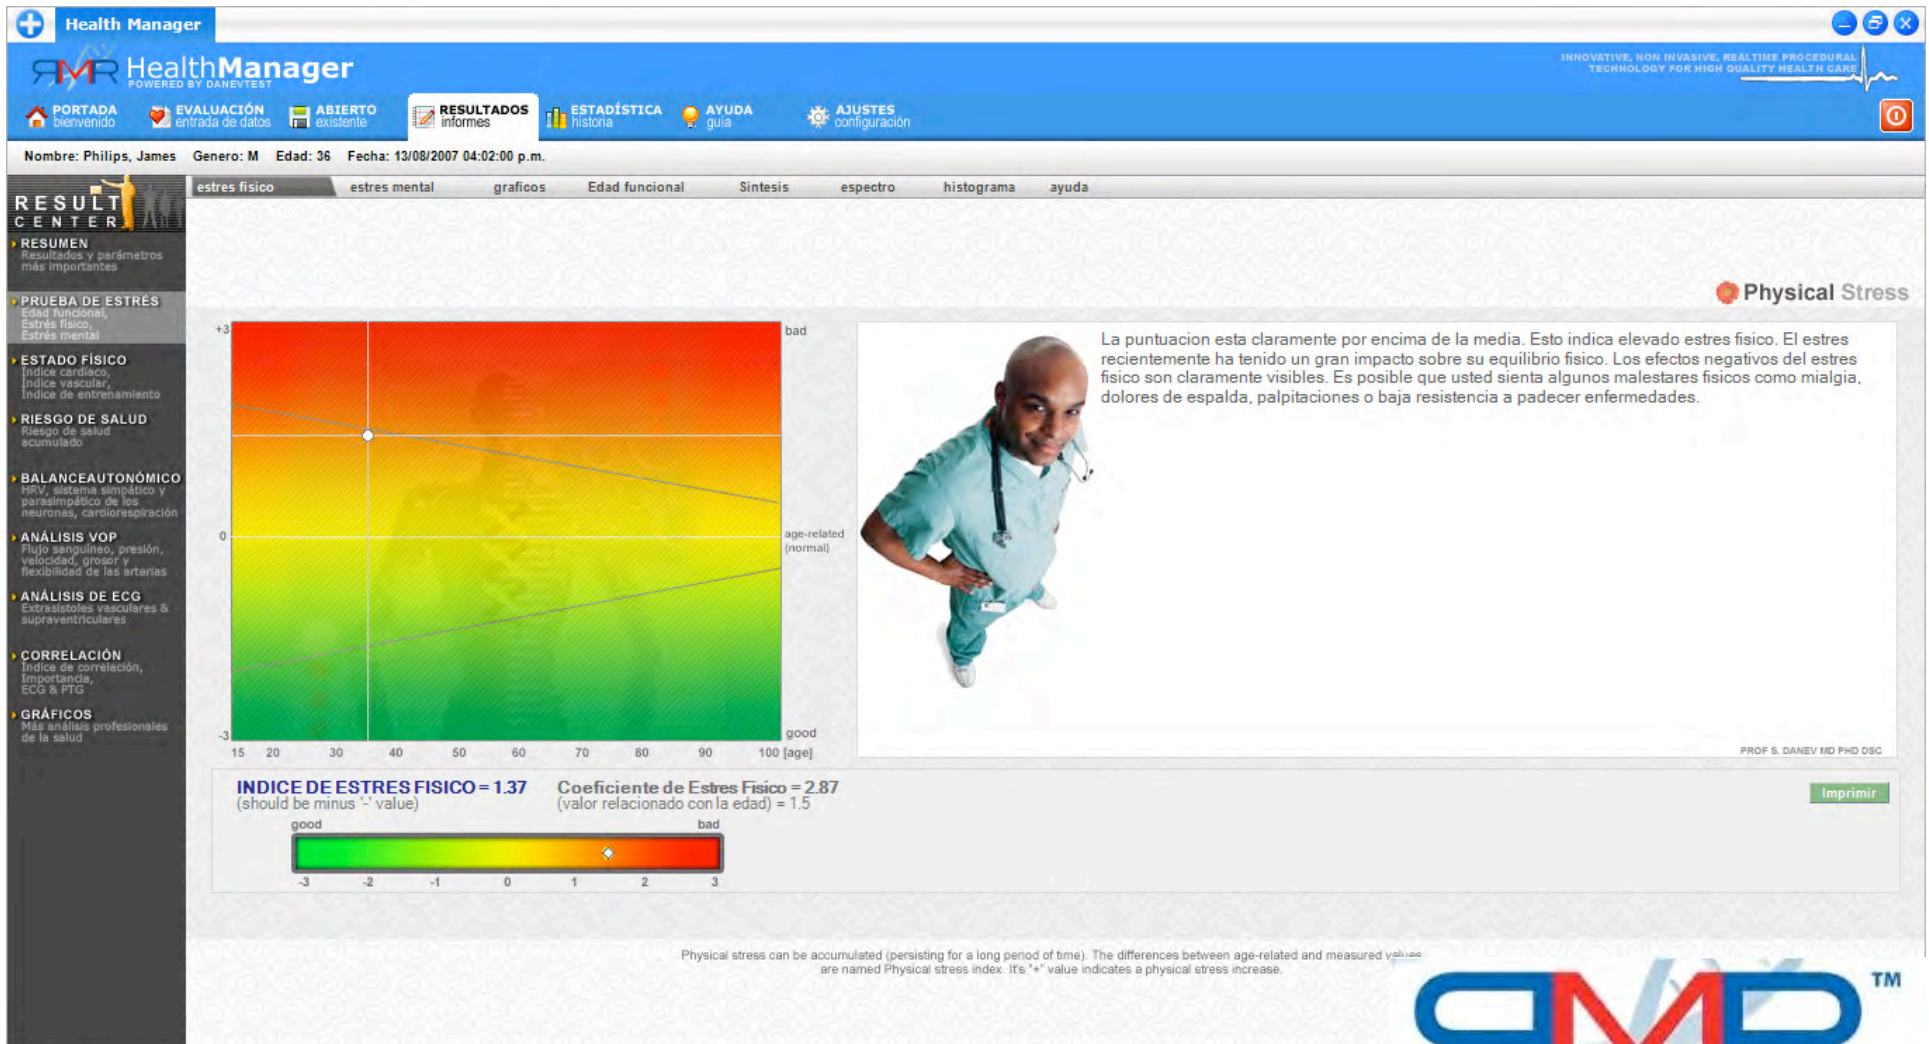 Health Manager
RMR HealthManager
POWERED BY DANEVTEST
INNOVATIVE, NON INVASIVE, REALTIME PROCEDURAL
TECHNOLOGY FOR HIGH QUALITY HEALTH CARE
PORTADA
bienvenido
EVALUACIÓN
entrada de datos
ABIERTO
existente
RESULTADOS
informes
ESTADÍSTICA
historia
AYUDA
guia
AJUSTES
configuración
Nombre: Philips, James Genero: M Edad: 36 Fecha: 13/08/2007 04:02:00 p.m.
estres fisico estres mental graficos Edad funcional Sintesis espectro histograma ayuda
RESULT
CENTER
RESUMEN
Resultados y parámetros
más importantes
PRUEBA DE ESTRÉS
Edad funcional,
Estrés físico,
Estrés mental
ESTADO FÍSICO
Índice cardíaco,
Índice vascular,
Índice de entrenamiento
RIESGO DE SALUD
Riesgo de salud
acumulado
BALANCEAUTONÓMICO
HRV, sistema simpático y
parasimpático de los
neuronas, cardiorespiración
ANÁLISIS VOP
Flujo sanguíneo, presión,
velocidad, grosor y
flexibilidad de las arterias
ANÁLISIS DE ECG
Extrasístoles vasculares &
supraventriculares
CORRELACIÓN
Índice de correlación,
Importancia,
ECG & PTG
GRÁFICOS
Más análisis profesionales
de la salud
Physical Stress
+3
bad
0
age-related
(normal)
-3
good
15 20 30 40 50 60 70 80 90 100 [age]
La puntuacion esta claramente por encima de la media. Esto indica elevado estres fisico. El estres
recientemente ha tenido un gran impacto sobre su equilibrio fisico. Los efectos negativos del estres
fisico son claramente visibles. Es posible que usted sienta algunos malestares fisicos como mialgia,
dolores de espalda, palpitaciones o baja resistencia a padecer enfermedades.
PROF S. DANEV MD PHD DSC
INDICE DE ESTRES FISICO = 1.37
(should be minus '-' value)
Coeficiente de Estres Fisico = 2.87
(valor relacionado con la edad) = 1.5
Imprimir
good bad
-3 -2 -1 0 1 2 3
Physical stress can be accumulated (persisting for a long period of time). The differences between age-related and measured values
are named Physical stress index. It's "+" value indicates a physical stress increase.
TM